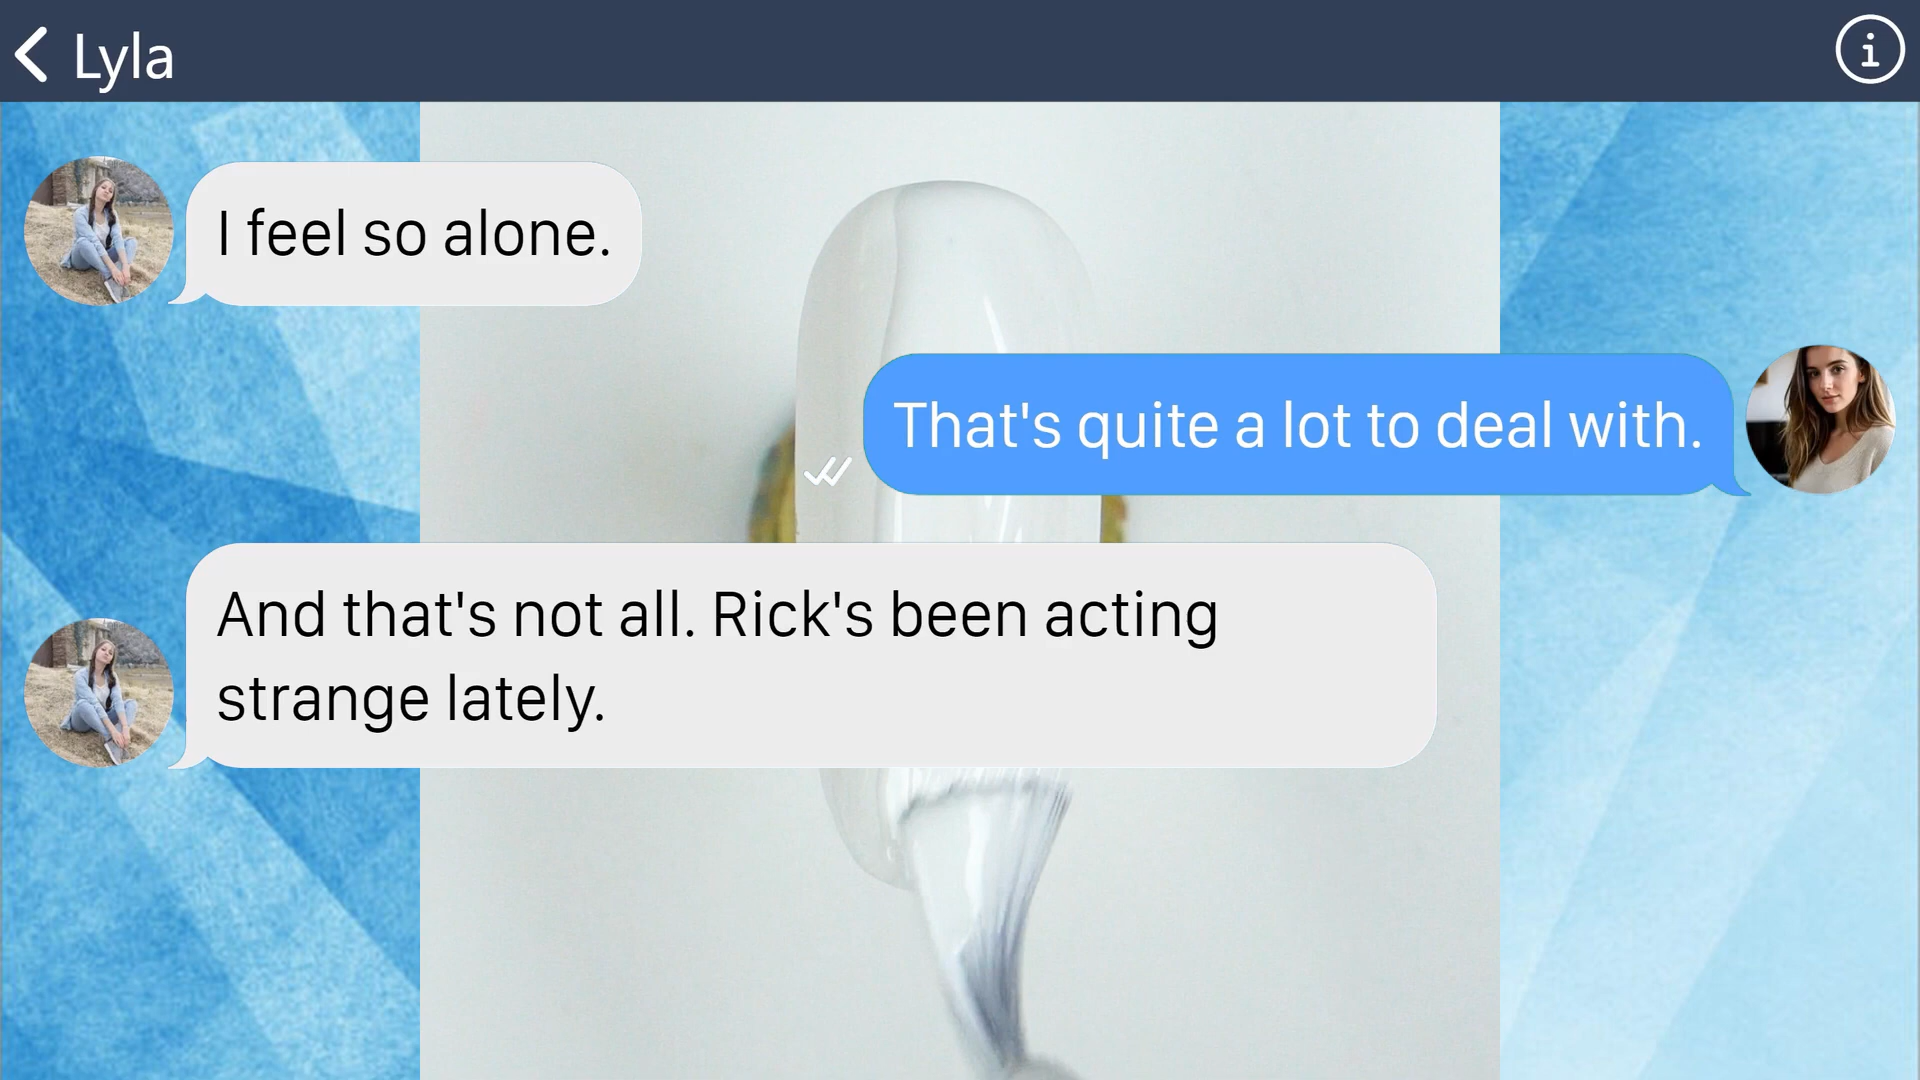 Lyla
I feel so alone.
That's quite a lot to deal with.
And that's not all. Rick's been acting
strange lately.